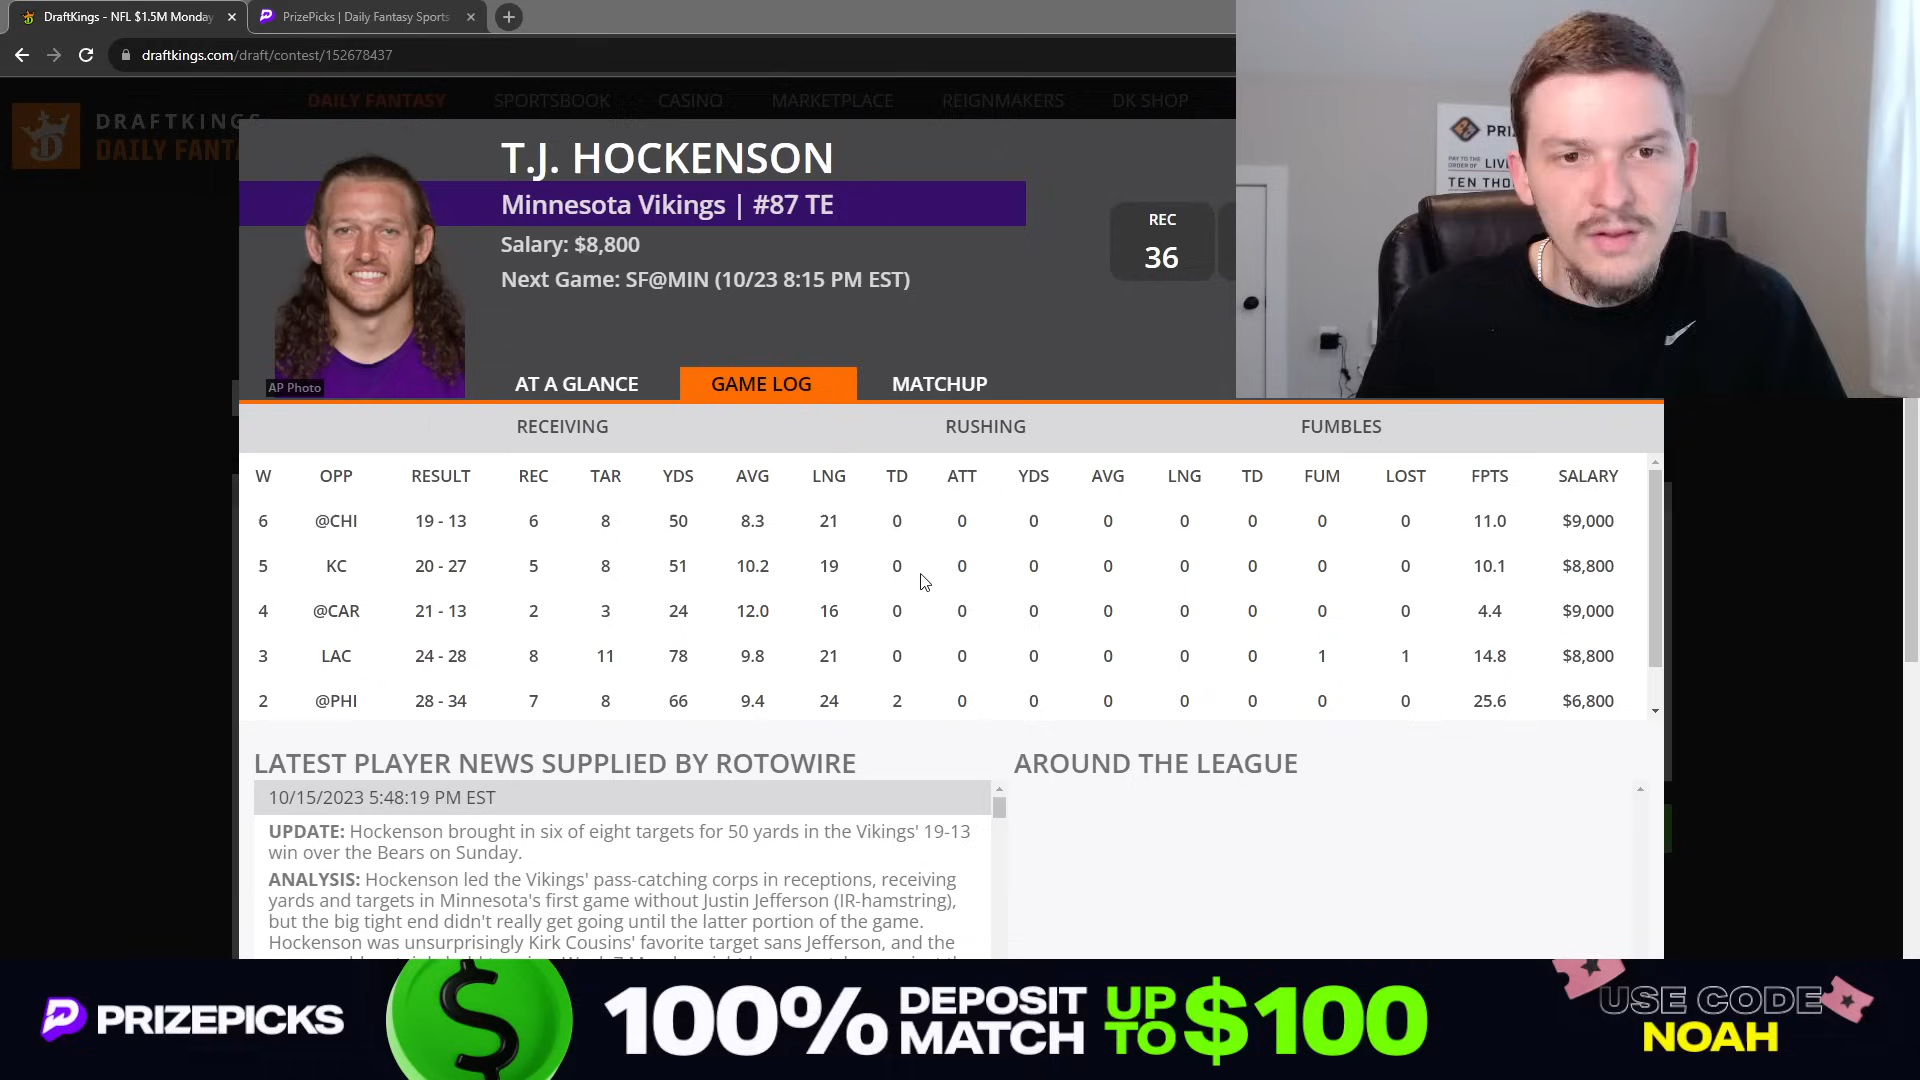 DraftKings - NFL $1.5M Monday
PrizePicks | Daily Fantasy Sports
draftkings.com/draft/contest/152678437
DAILY FANTASY SPORTSBOOK CASINO MARKETPLACE REIGNMAKERS DK SHOP
DRAFTKINGS
DAILY FANTA
T.J. HOCKENSON
Minnesota Vikings | #87 TE
Salary: $8,800
Next Game: SF@MIN (10/23 8:15 PM EST)
REC
36
AP Photo
PRI
PAY TO THE
ORDER OF LIV
TEN THO
AT A GLANCE GAME LOG MATCHUP
RECEIVING RUSHING FUMBLES
W OPP RESULT REC TAR YDS AVG LNG TD ATT YDS AVG LNG TD FUM LOST FPTS SALARY
6 @CHI 19 - 13 6 8 50 8.3 21 0 0 0 0 0 0 0 0 11.0 $9,000
5 KC 20 - 27 5 8 51 10.2 19 0 0 0 0 0 0 0 0 10.1 $8,800
4 @CAR 21 - 13 2 3 24 12.0 16 0 0 0 0 0 0 0 0 4.4 $9,000
3 LAC 24 - 28 8 11 78 9.8 21 0 0 0 0 0 0 1 1 14.8 $8,800
2 @PHI 28 - 34 7 8 66 9.4 24 2 0 0 0 0 0 0 0 25.6 $6,800
LATEST PLAYER NEWS SUPPLIED BY ROTOWIRE
AROUND THE LEAGUE
10/15/2023 5:48:19 PM EST
UPDATE: Hockenson brought in six of eight targets for 50 yards in the Vikings' 19-13
win over the Bears on Sunday.
ANALYSIS: Hockenson led the Vikings' pass-catching corps in receptions, receiving
yards and targets in Minnesota's first game without Justin Jefferson (IR-hamstring),
but the big tight end didn't really get going until the latter portion of the game.
Hockenson was unsurprisingly Kirk Cousins' favorite target sans Jefferson, and the
PRIZEPICKS
$
100% DEPOSIT MATCH UP TO $100
USE CODE
NOAH